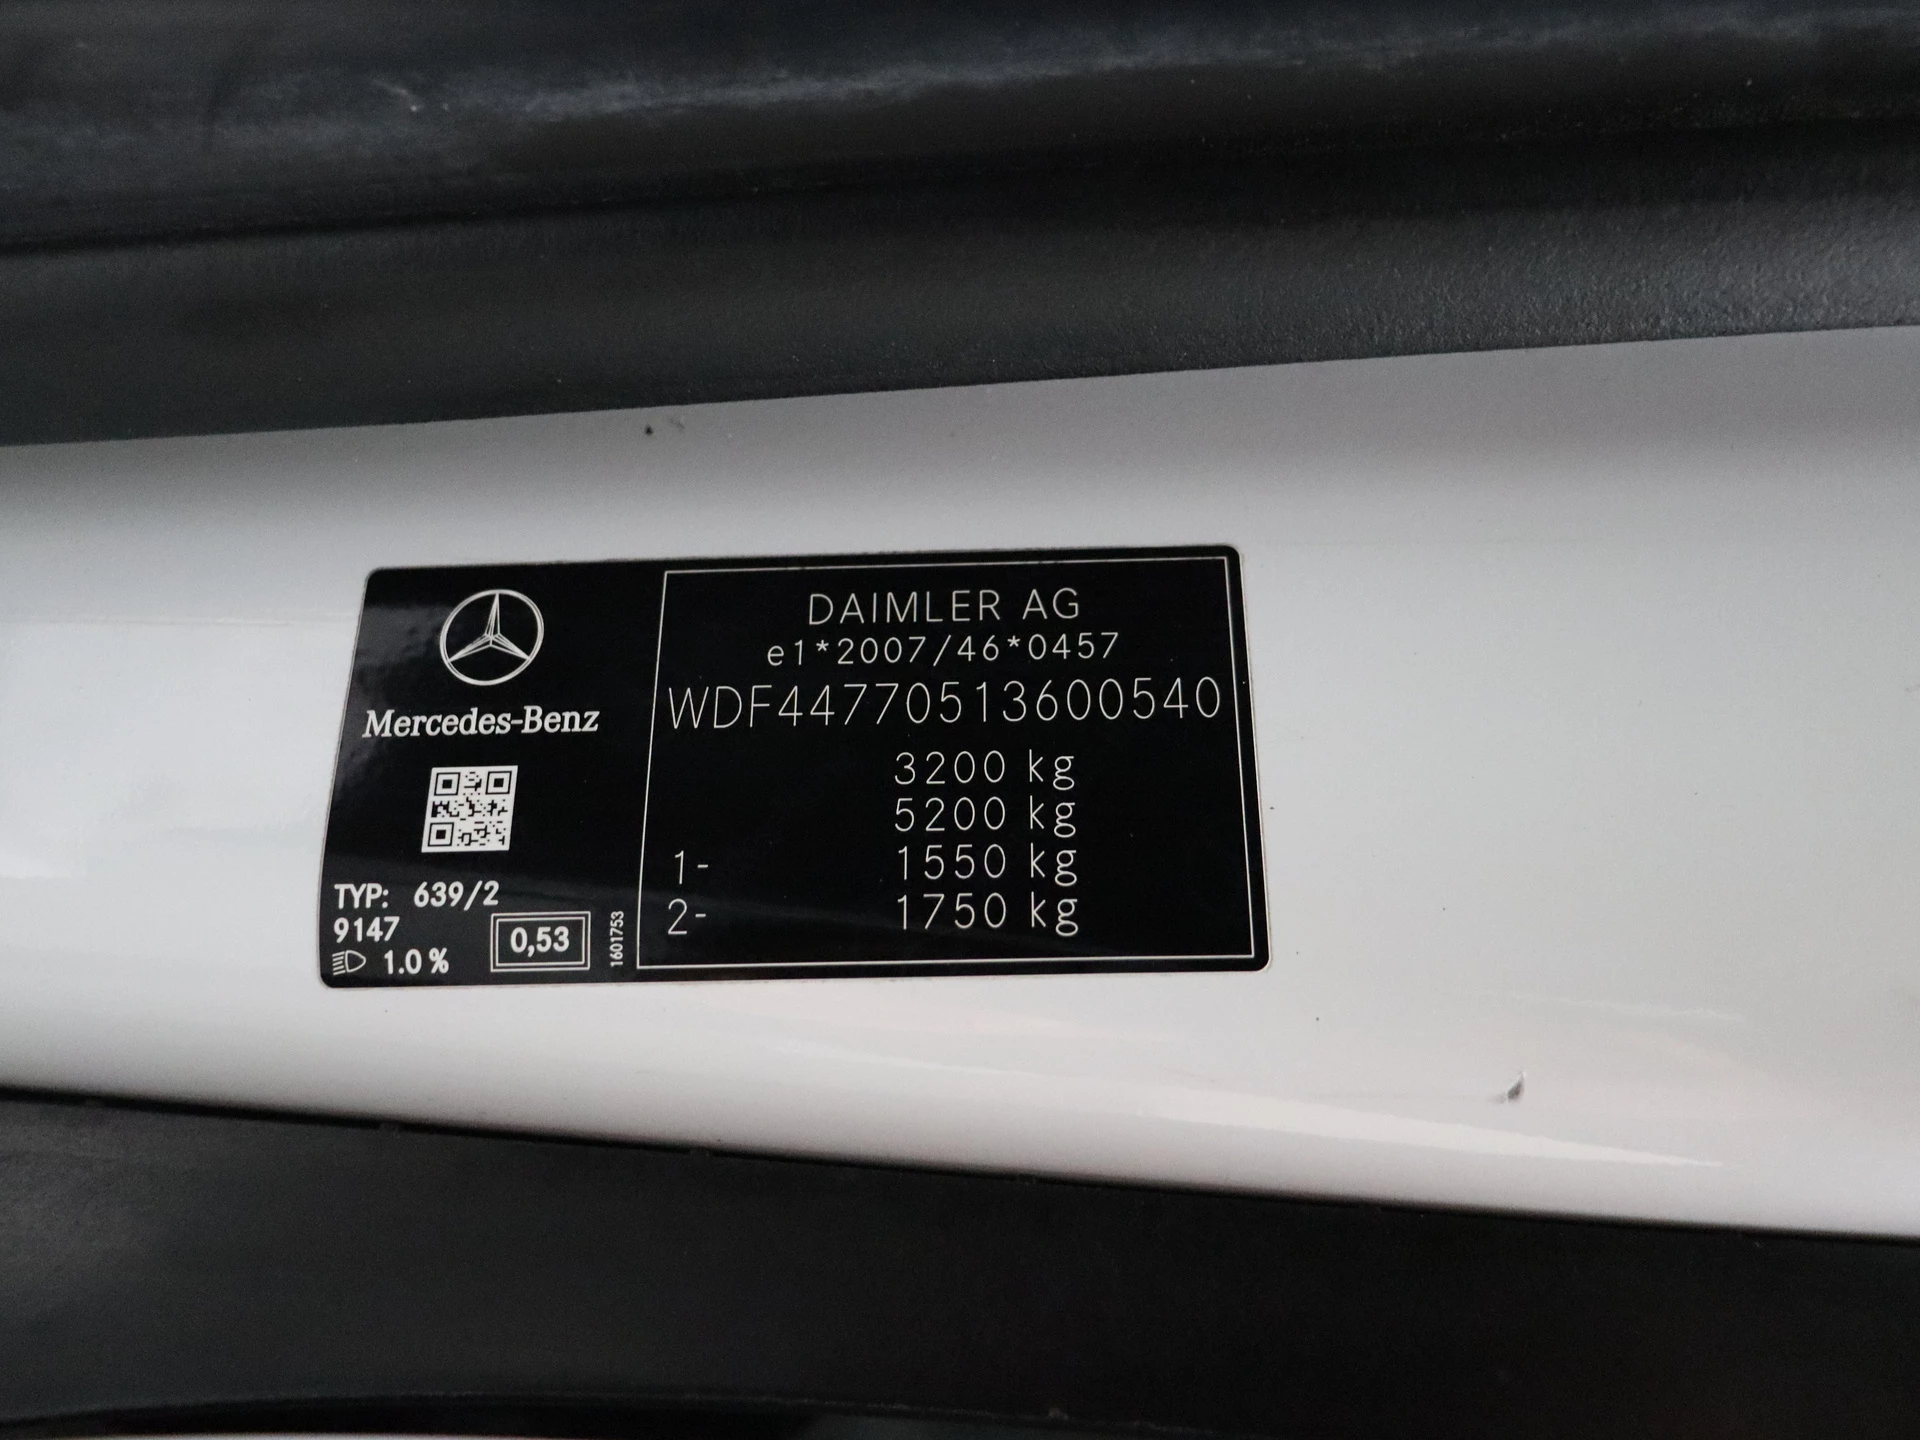 Mercedes-Benz
TYP: 639/2
9147
1.0 %
0,53
1601753
DAIMLER AG
e1*2007/46*0457
WDF44770513600540
3200 kg
5200 kg
1- 1550 kg
2- 1750 kg